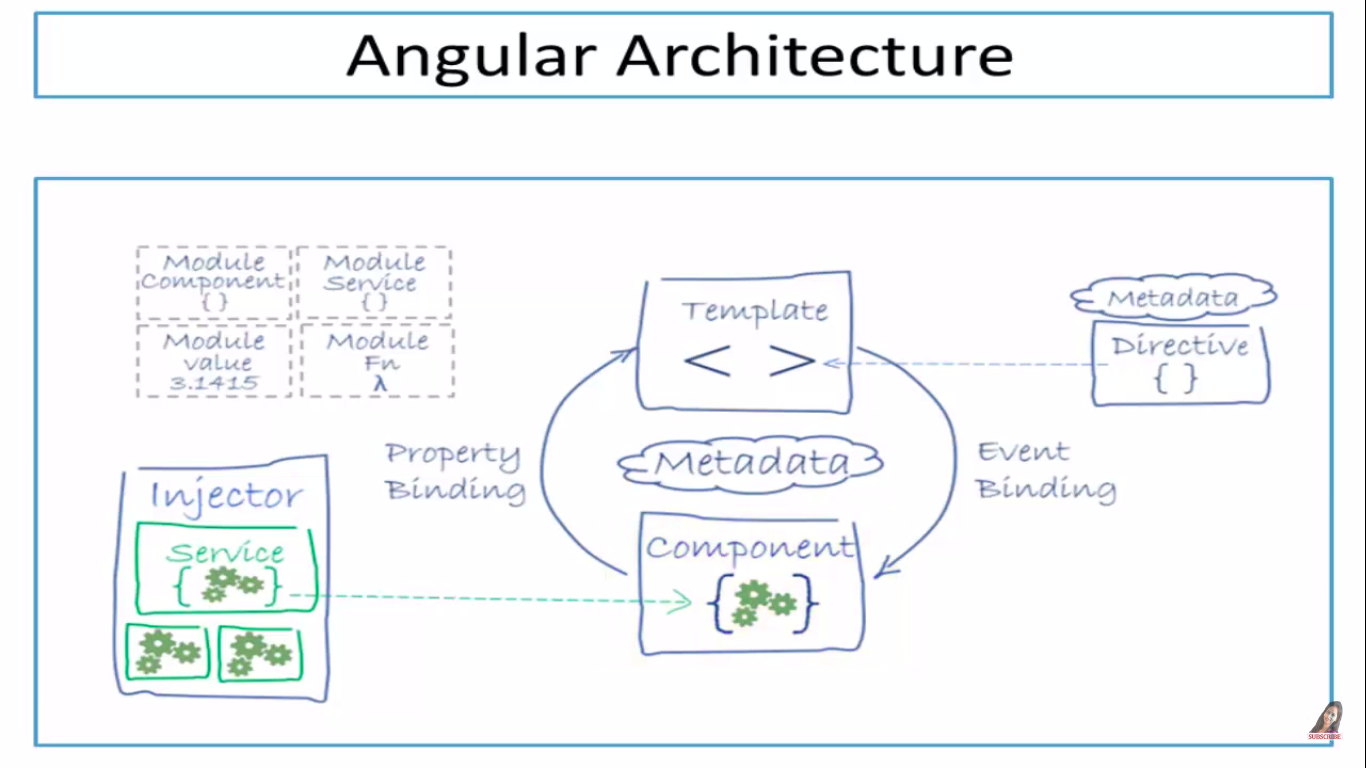 Angular Architecture
Module
Component
{ }
Module
Service
{ }
Module
value
3.1415
Module
Fn
λ
Template
< >
Metadata
Directive
{ }
Property
Binding
Metadata
Event
Binding
Injector
Service
{ }
Component
{ }
SUBSCRIBE